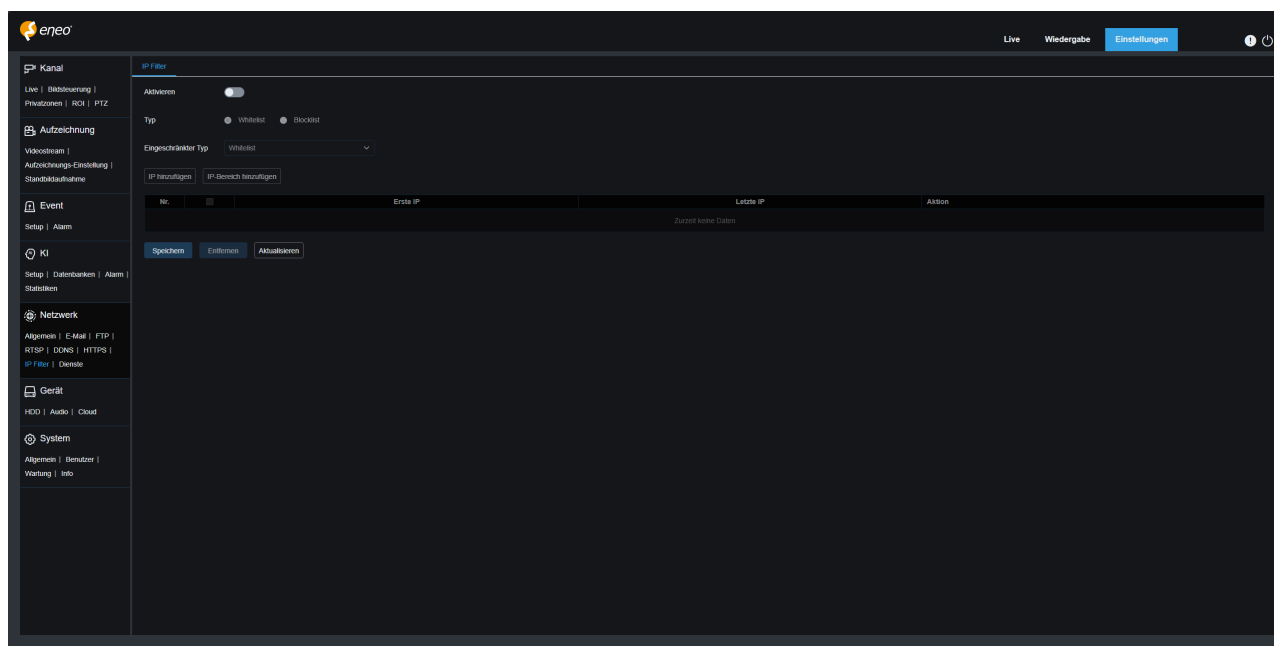 eneo
Live Wiedergabe Einstellungen
Kanal
Live | Bildsteuerung |
Privatzonen | ROI | PTZ
Aufzeichnung
Videostream |
Aufzeichnungs-Einstellung |
Standbildaufnahme
Event
Setup | Alarm
KI
Setup | Datenbanken | Alarm |
Statistiken
Netzwerk
Allgemein | E-Mail | FTP |
RTSP | DDNS | HTTPS |
IP Filter | Dienste
Gerät
HDD | Audio | Cloud
System
Allgemein | Benutzer |
Wartung | Info
IP Filter
Aktivieren
Typ Whitelist Blocklist
Eingeschränkter Typ Whitelist
IP hinzufügen IP-Bereich hinzufügen
Nr. Erste IP Letzte IP Aktion
Zurzeit keine Daten
Speichern Entfernen Aktualisieren